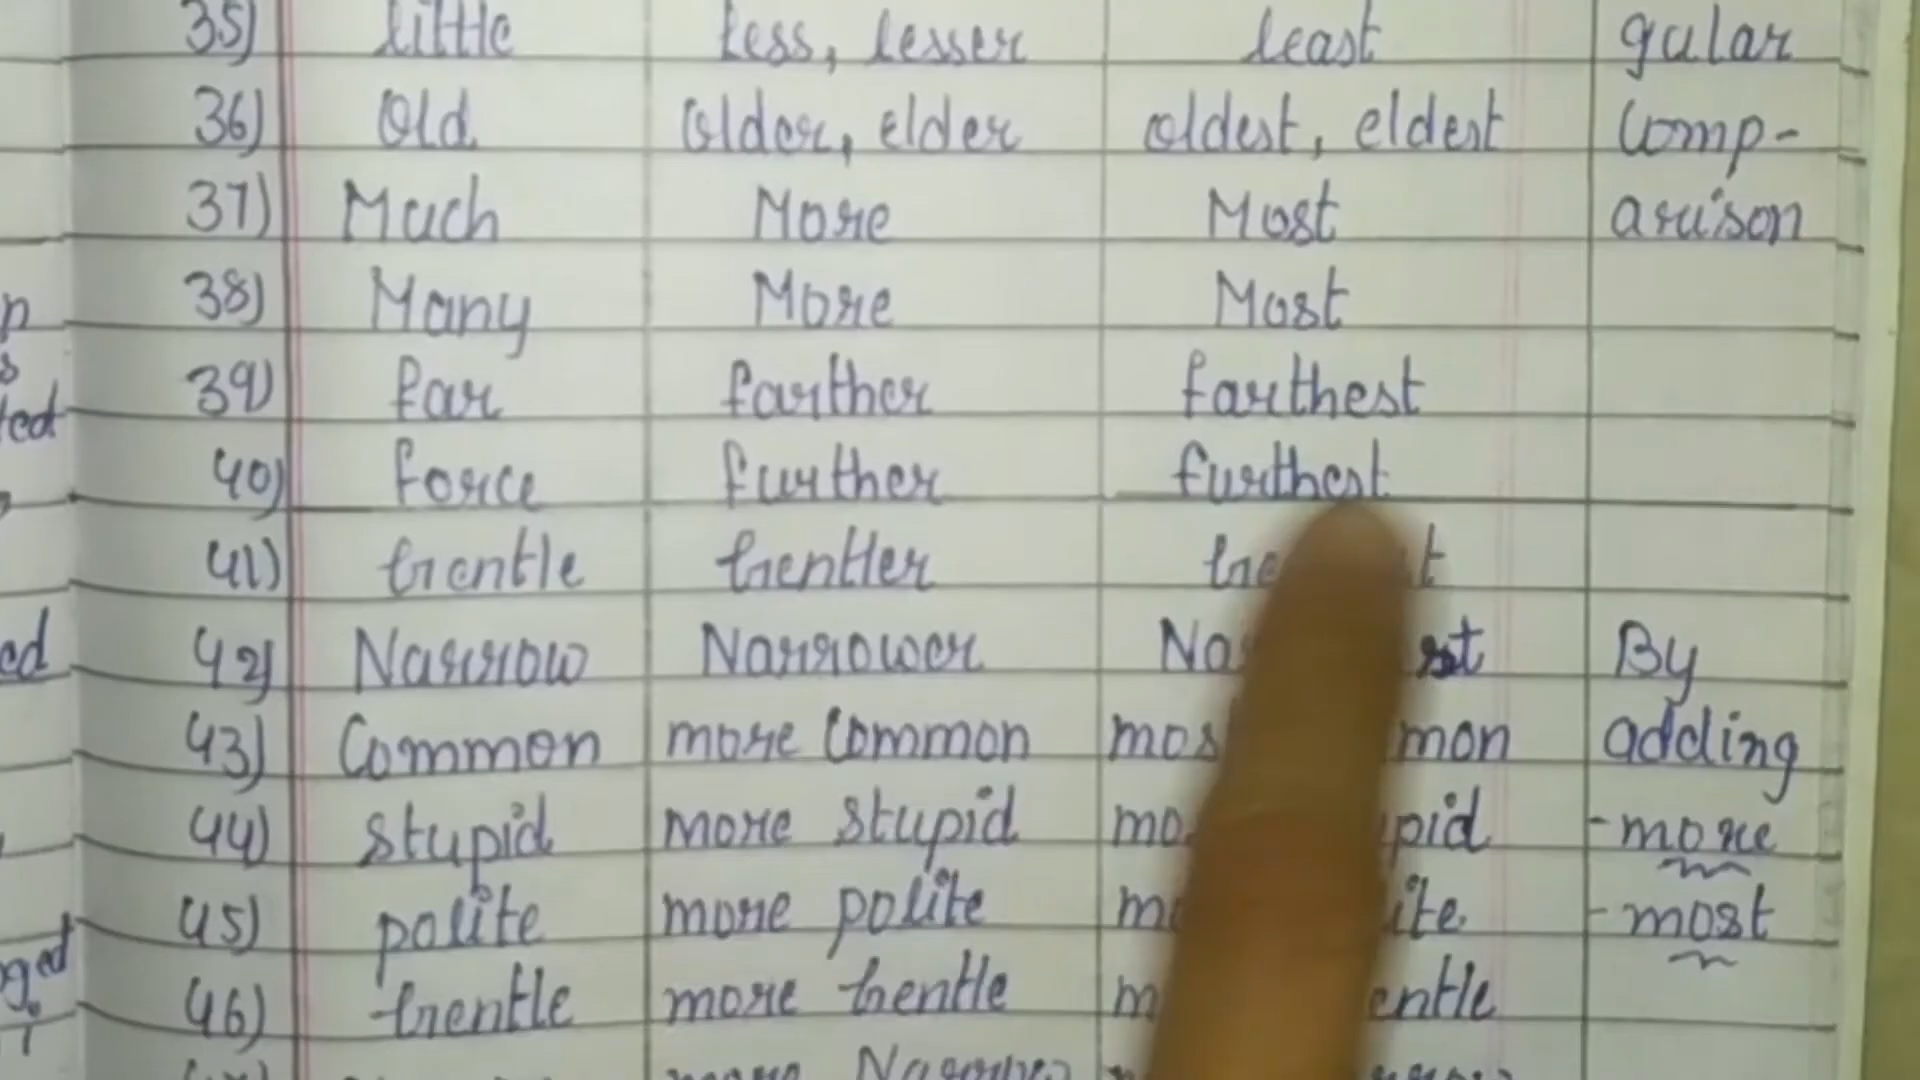 35) little less, lesser least gular
36) Old older, elder oldest, eldest Comp-
37) Much More Most arison
38) Many More Most
39) far farther farthest
40) force further furthest
41) Gentle Gentler
42) Narrow Narrower By
43) Common more Common adding
44) stupid more stupid -more
45) polite more polite -most
46) Gentle more Gentle
more Narrow